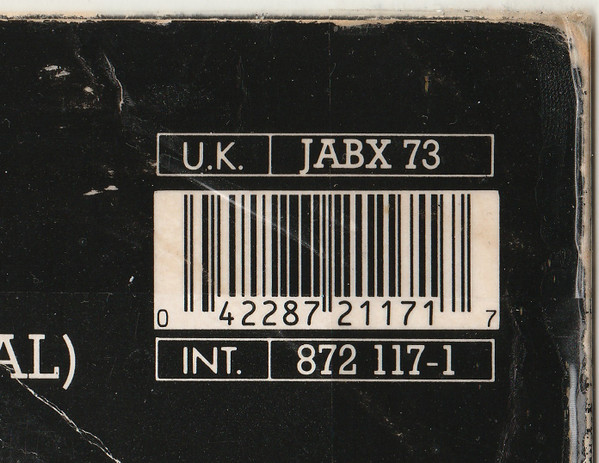 U.K. JABX 73
0 42287 21171 7
AL)
INT. 872 117-1